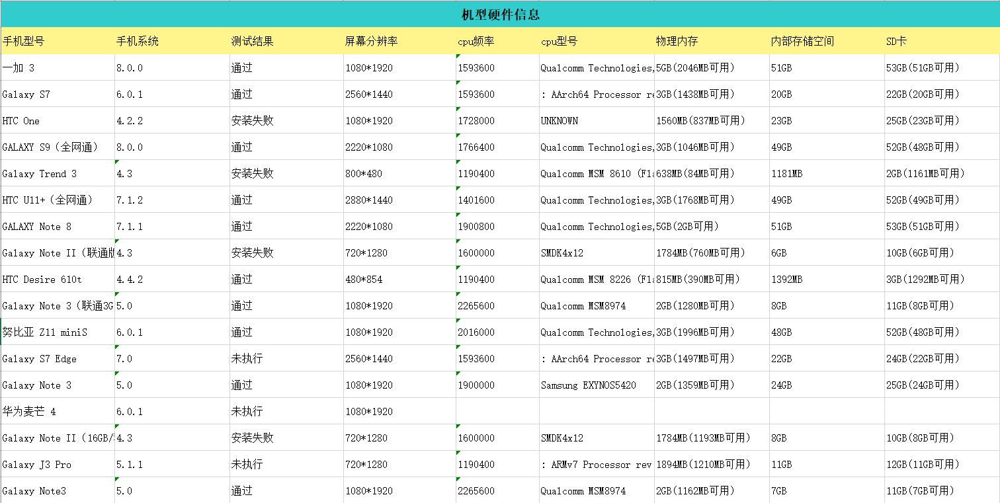 机型硬件信息
手机型号 手机系统 测试结果 屏幕分辨率 cpu频率 cpu型号 物理内存 内部存储空间 SD卡
一加 3 8.0.0 通过 1080*1920 1593600 Qualcomm Technologies, 5GB(2046MB可用) 51GB 53GB(51GB可用)
Galaxy S7 6.0.1 通过 2560*1440 1593600 : AArch64 Processor re 3GB(1438MB可用) 20GB 22GB(20GB可用)
HTC One 4.2.2 安装失败 1080*1920 1728000 UNKNOWN 1560MB(837MB可用) 23GB 25GB(23GB可用)
GALAXY S9（全网通） 8.0.0 通过 2220*1080 1766400 Qualcomm Technologies, 3GB(1046MB可用) 49GB 52GB(48GB可用)
Galaxy Trend 3 4.3 安装失败 800*480 1190400 Qualcomm MSM 8610 (Fla 638MB(84MB可用) 1181MB 2GB(1161MB可用)
HTC U11+（全网通） 7.1.2 通过 2880*1440 1401600 Qualcomm Technologies, 3GB(1768MB可用) 49GB 52GB(49GB可用)
GALAXY Note 8 7.1.1 通过 2220*1080 1900800 Qualcomm Technologies, 5GB(2GB可用) 51GB 53GB(51GB可用)
Galaxy Note II（联通版 4.3 安装失败 720*1280 1600000 SMDK4x12 1784MB(760MB可用) 6GB 10GB(6GB可用)
HTC Desire 610t 4.4.2 通过 480*854 1190400 Qualcomm MSM 8226 (Fla 815MB(390MB可用) 1392MB 3GB(1292MB可用)
Galaxy Note 3（联通3G 5.0 通过 1080*1920 2265600 Qualcomm MSM8974 2GB(1280MB可用) 8GB 11GB(8GB可用)
努比亚 Z11 miniS 6.0.1 通过 1080*1920 2016000 Qualcomm Technologies, 3GB(1996MB可用) 48GB 52GB(48GB可用)
Galaxy S7 Edge 7.0 未执行 2560*1440 1593600 : AArch64 Processor re 3GB(1497MB可用) 22GB 24GB(22GB可用)
Galaxy Note 3 5.0 通过 1080*1920 1900000 Samsung EXYNOS5420 2GB(1359MB可用) 24GB 25GB(24GB可用)
华为麦芒 4 6.0.1 未执行 1080*1920
Galaxy Note II（16GB/ 4.3 安装失败 720*1280 1600000 SMDK4x12 1784MB(1193MB可用) 8GB 10GB(8GB可用)
Galaxy J3 Pro 5.1.1 未执行 720*1280 1190400 : ARMv7 Processor rev 1894MB(1210MB可用) 11GB 12GB(11GB可用)
Galaxy Note3 5.0 通过 1080*1920 2265600 Qualcomm MSM8974 2GB(1162MB可用) 7GB 11GB(7GB可用)